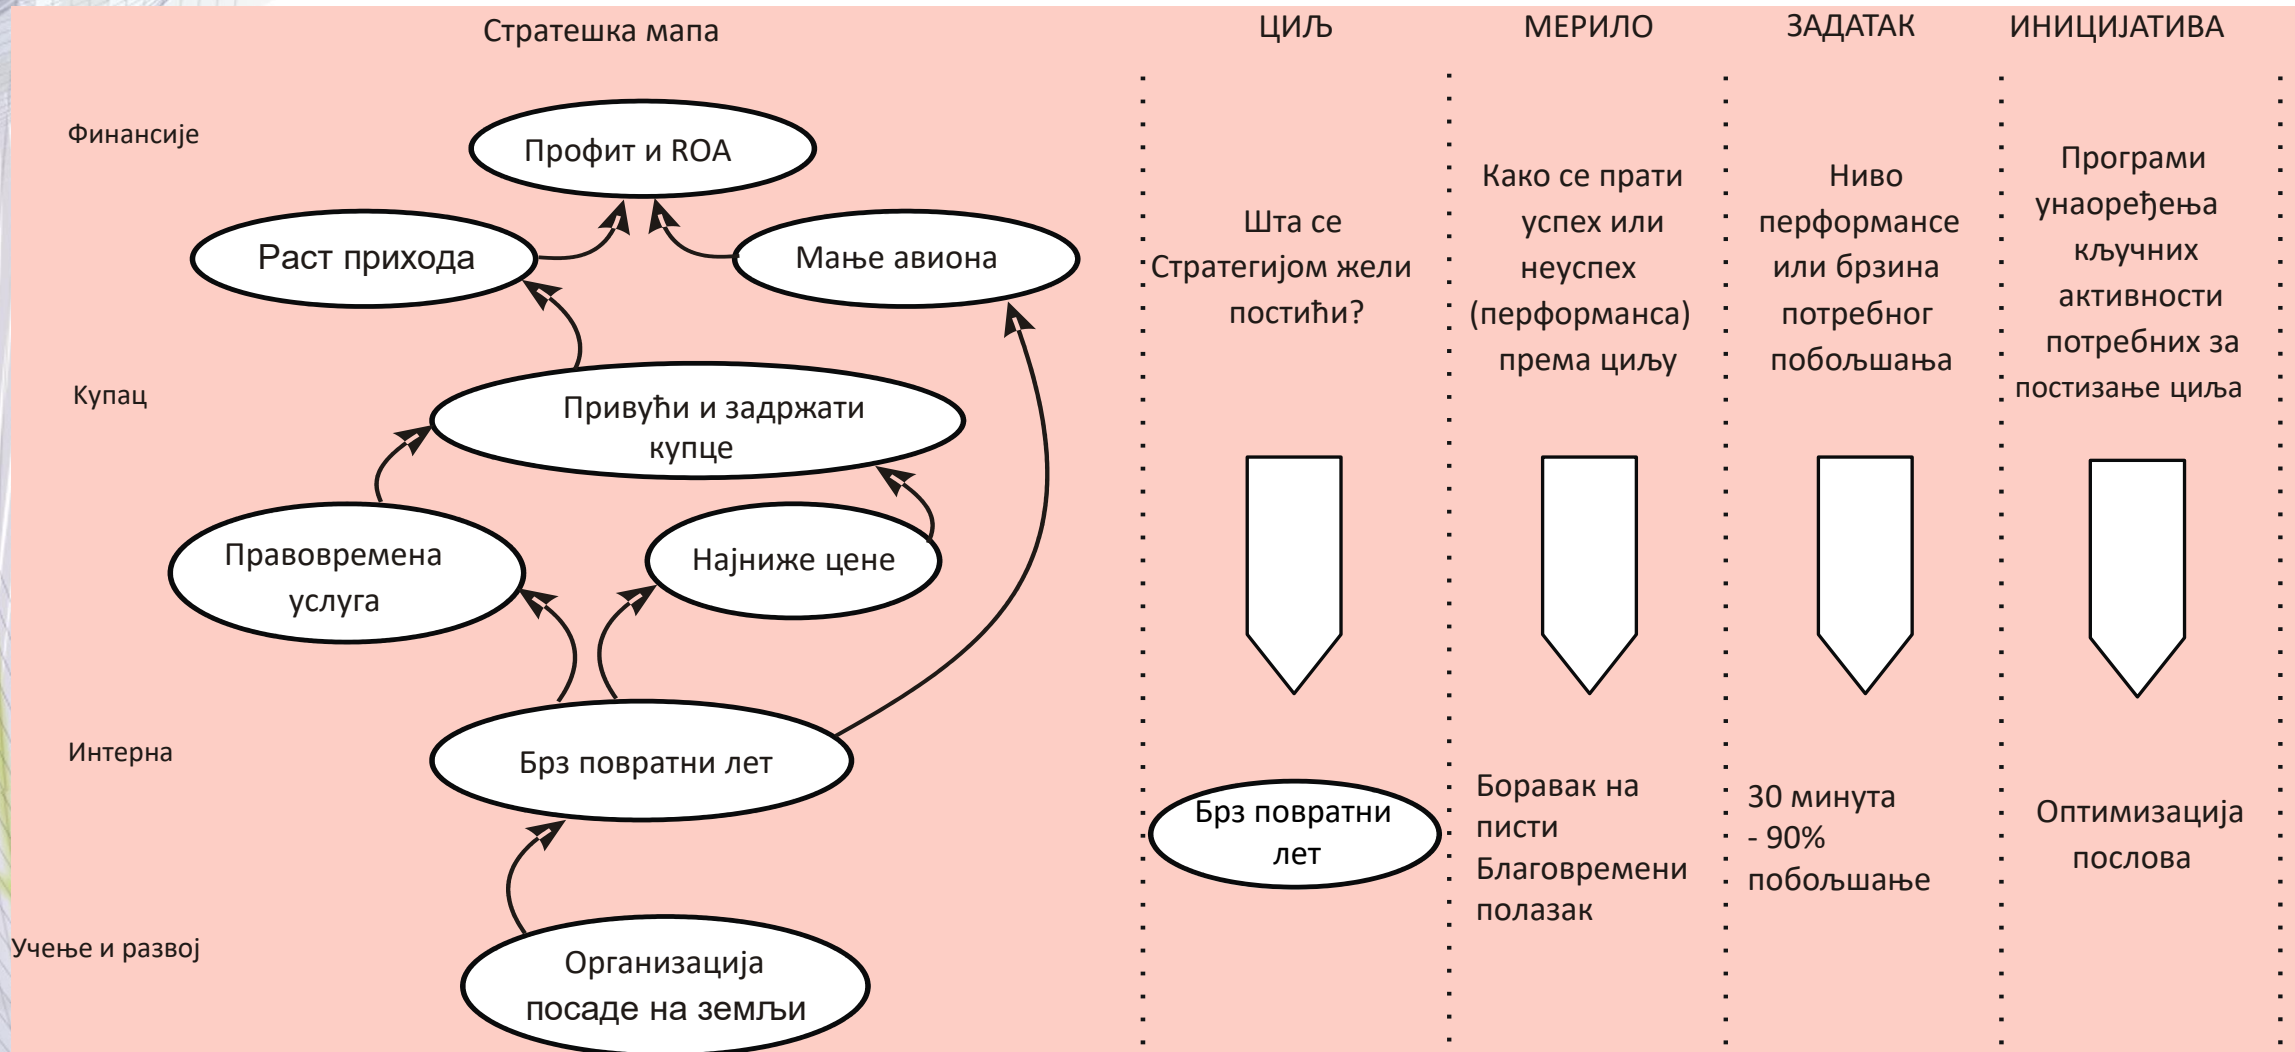 Стратешка мапа
ЦИЉ
МЕРИЛО
ЗАДАТАК
ИНИЦИЈАТИВА
Финансије
Профит и ROA
Раст прихода
Мање авиона
Купац
Привући и задржати
купце
Правовремена
услуга
Најниже цене
Интерна
Брз повратни лет
Учење и развој
Организација
посаде на земљи
Шта се
Стратегијом жели
постићи?
Како се прати
успех или
неуспех
(перформанса)
према циљу
Ниво
перформансе
или брзина
потребног
побољшања
Програми
унаоређења
кључних
активности
потребних за
постизање циља
Брз повратни
лет
Боравак на
писти
Благовремени
полазак
30 минута
- 90%
побољшање
Оптимизација
послова